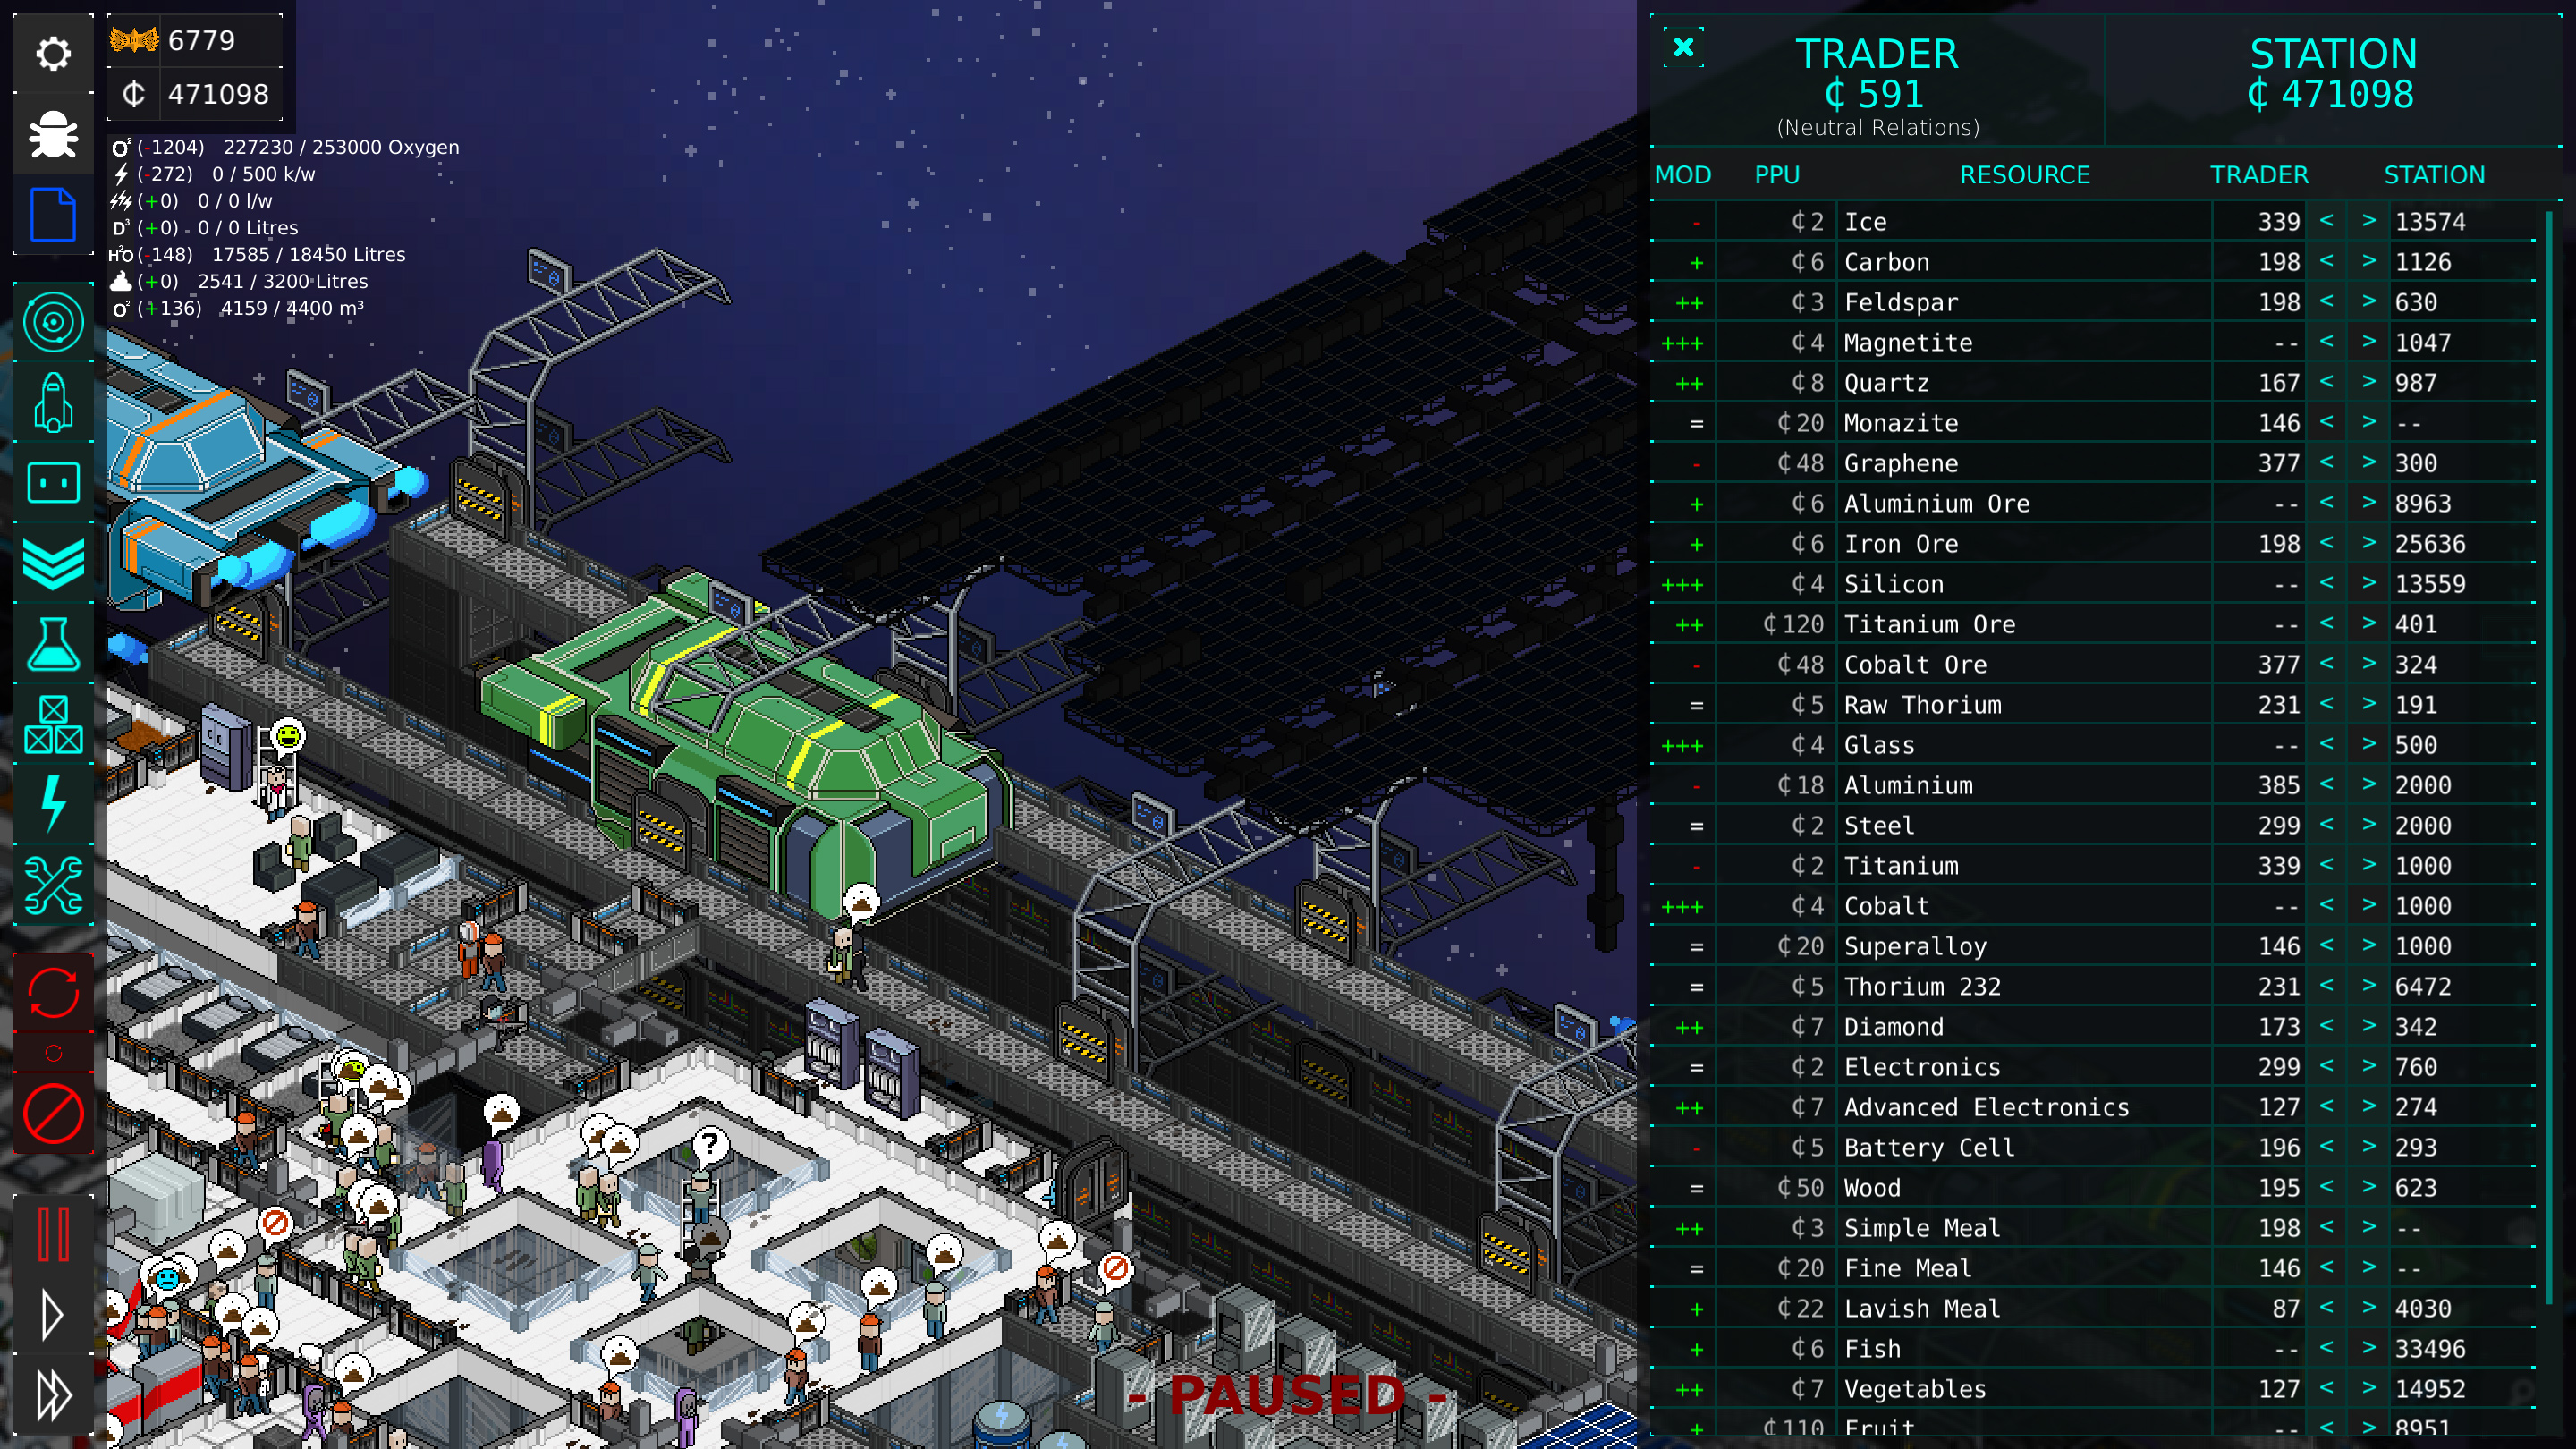 6779
₵ 471098
O² (-1204) 227230 / 253000 Oxygen
(-272) 0 / 500 k/w
(+0) 0 / 0 l/w
D³ (+0) 0 / 0 Litres
H²O (-148) 17585 / 18450 Litres
(+0) 2541 / 3200 Litres
O² (+136) 4159 / 4400 m³
- PAUSED -
TRADER STATION
₵ 591 ₵ 471098
(Neutral Relations)
MOD PPU RESOURCE TRADER STATION
- ₵2 Ice 339 < > 13574
+ ₵6 Carbon 198 < > 1126
++ ₵3 Feldspar 198 < > 630
+++ ₵4 Magnetite -- < > 1047
++ ₵8 Quartz 167 < > 987
= ₵20 Monazite 146 < > --
- ₵48 Graphene 377 < > 300
+ ₵6 Aluminium Ore -- < > 8963
+ ₵6 Iron Ore 198 < > 25636
+++ ₵4 Silicon -- < > 13559
++ ₵120 Titanium Ore -- < > 401
- ₵48 Cobalt Ore 377 < > 324
= ₵5 Raw Thorium 231 < > 191
+++ ₵4 Glass -- < > 500
- ₵18 Aluminium 385 < > 2000
= ₵2 Steel 299 < > 2000
- ₵2 Titanium 339 < > 1000
+++ ₵4 Cobalt -- < > 1000
= ₵20 Superalloy 146 < > 1000
= ₵5 Thorium 232 231 < > 6472
++ ₵7 Diamond 173 < > 342
= ₵2 Electronics 299 < > 760
++ ₵7 Advanced Electronics 127 < > 274
- ₵5 Battery Cell 196 < > 293
= ₵50 Wood 195 < > 623
++ ₵3 Simple Meal 198 < > --
= ₵20 Fine Meal 146 < > --
+ ₵22 Lavish Meal 87 < > 4030
+ ₵6 Fish -- < > 33496
++ ₵7 Vegetables 127 < > 14952
+ ₵110 Fruit -- < > 8951
?